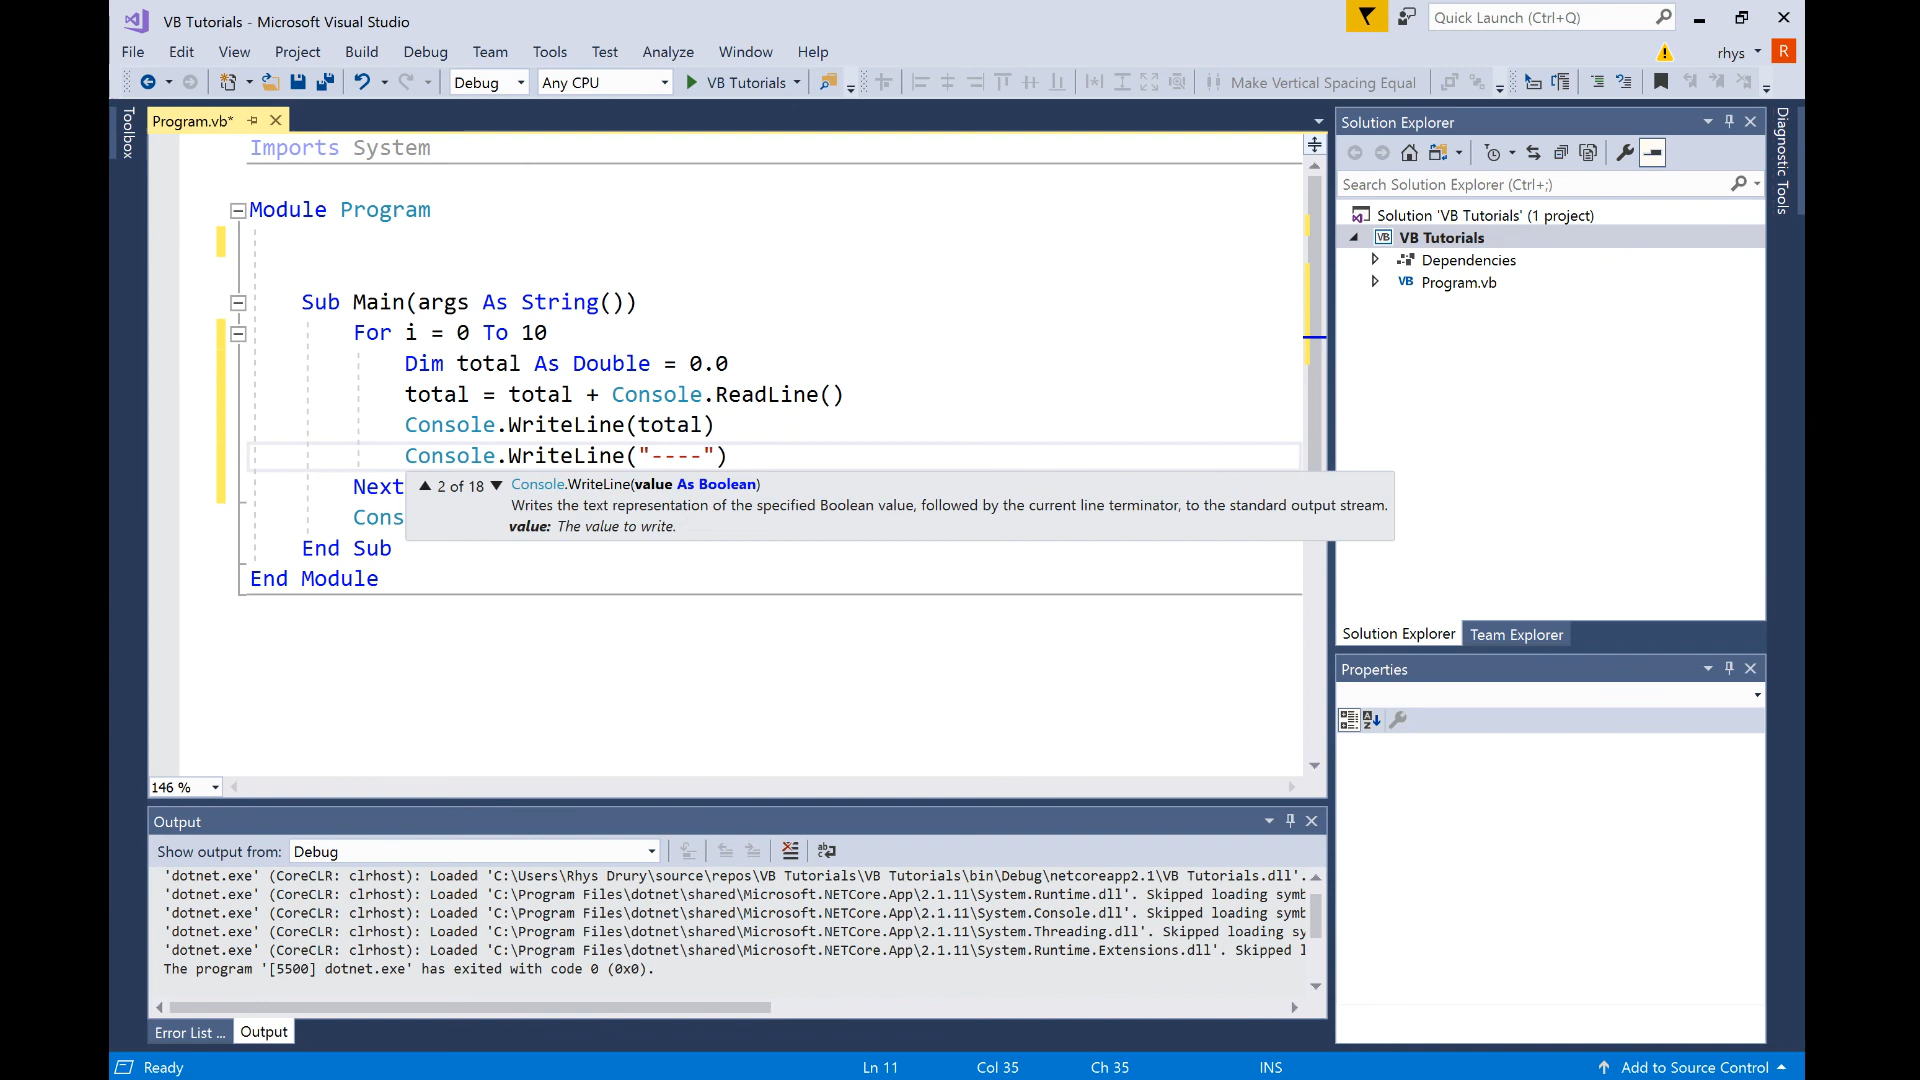 VB Tutorials - Microsoft Visual Studio
Quick Launch (Ctrl+Q)
File Edit View Project Build Debug Team Tools Test Analyze Window Help
rhys R
Debug Any CPU VB Tutorials Make Vertical Spacing Equal
Toolbox
Program.vb*
Imports System
Module Program
Sub Main(args As String())
For i = 0 To 10
Dim total As Double = 0.0
total = total + Console.ReadLine()
Console.WriteLine(total)
Console.WriteLine("----")
Next
2 of 18 Console.WriteLine(value As Boolean)
Writes the text representation of the specified Boolean value, followed by the current line terminator, to the standard output stream.
value: The value to write.
Cons
End Sub
End Module
146 %
Solution Explorer
Search Solution Explorer (Ctrl+;)
Solution 'VB Tutorials' (1 project)
VB VB Tutorials
Dependencies
VB Program.vb
Solution Explorer Team Explorer
Properties
Diagnostic Tools
Output
Show output from: Debug
'dotnet.exe' (CoreCLR: clrhost): Loaded 'C:\Users\Rhys Drury\source\repos\VB Tutorials\VB Tutorials\bin\Debug\netcoreapp2.1\VB Tutorials.dll'.
'dotnet.exe' (CoreCLR: clrhost): Loaded 'C:\Program Files\dotnet\shared\Microsoft.NETCore.App\2.1.11\System.Runtime.dll'. Skipped loading symb
'dotnet.exe' (CoreCLR: clrhost): Loaded 'C:\Program Files\dotnet\shared\Microsoft.NETCore.App\2.1.11\System.Console.dll'. Skipped loading symb
'dotnet.exe' (CoreCLR: clrhost): Loaded 'C:\Program Files\dotnet\shared\Microsoft.NETCore.App\2.1.11\System.Threading.dll'. Skipped loading sy
'dotnet.exe' (CoreCLR: clrhost): Loaded 'C:\Program Files\dotnet\shared\Microsoft.NETCore.App\2.1.11\System.Runtime.Extensions.dll'. Skipped l
The program '[5500] dotnet.exe' has exited with code 0 (0x0).
Error List ... Output
Ready Ln 11 Col 35 Ch 35 INS Add to Source Control